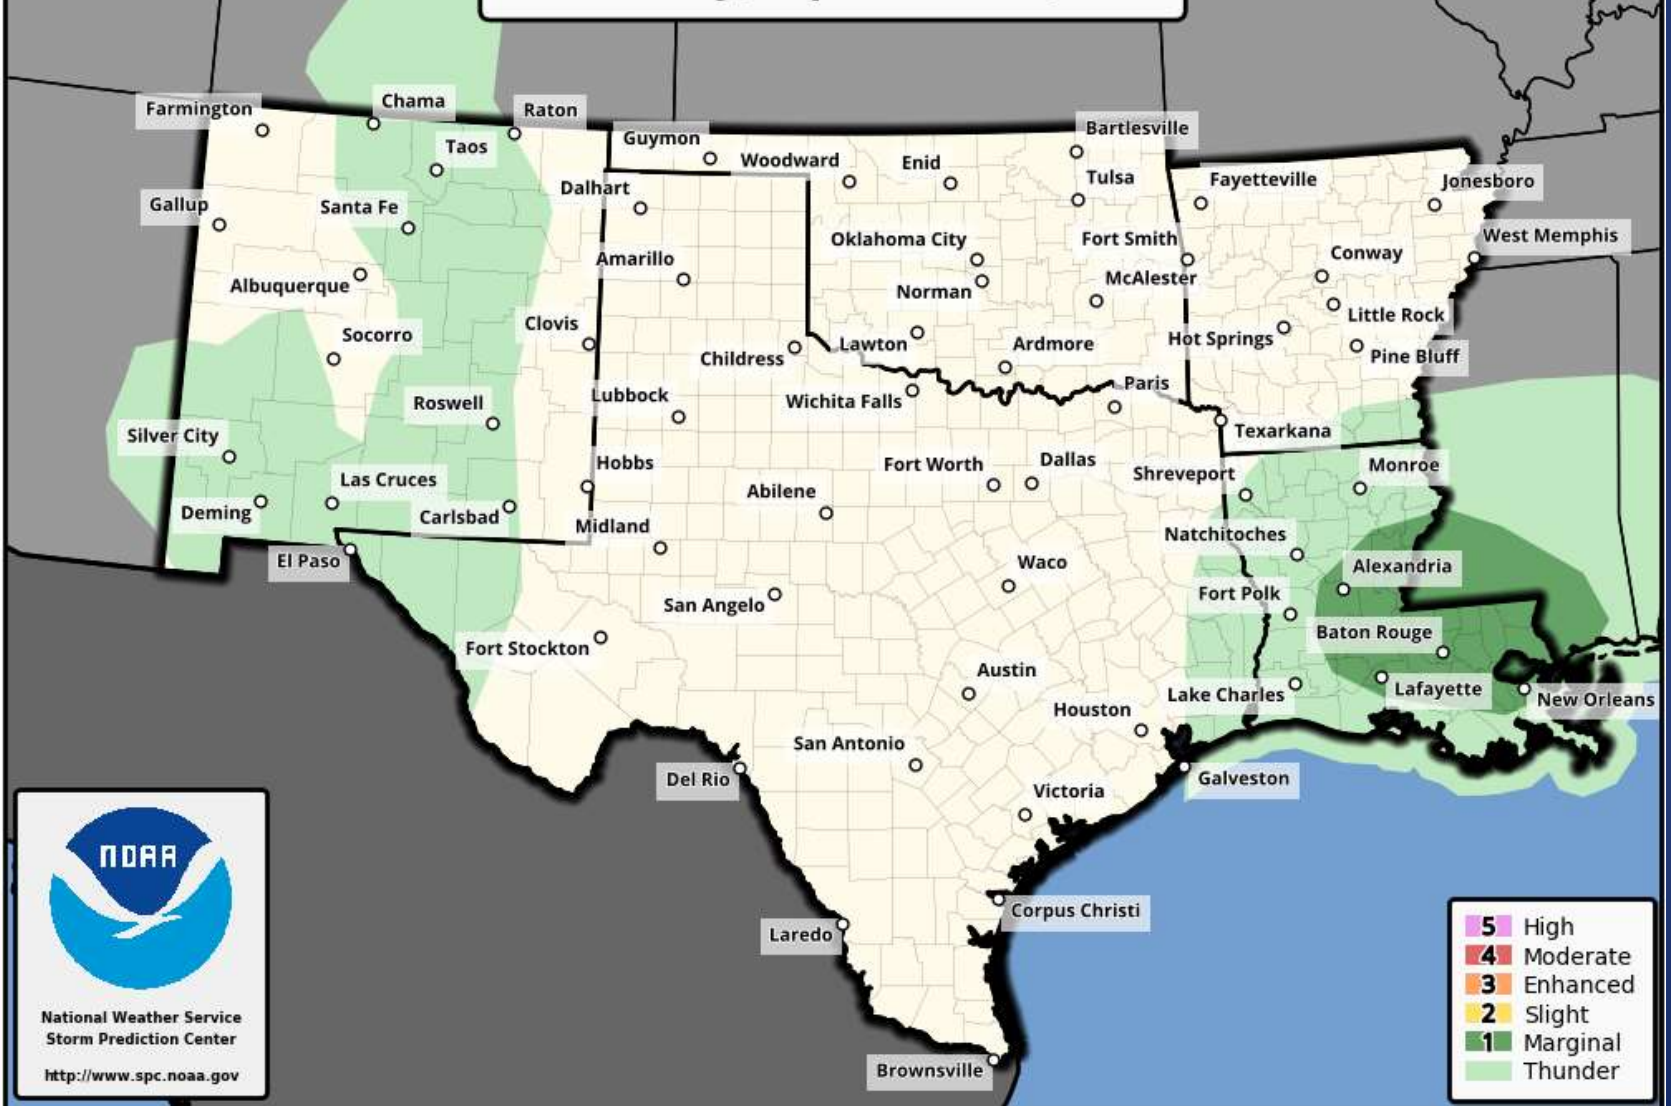 Farmington
Chama
Raton
Guymon
Bartlesville
Taos
Woodward
Enid
Tulsa
Fayetteville
Jonesboro
Dalhart
Gallup
Santa Fe
Oklahoma City
Fort Smith
West Memphis
Amarillo
Conway
Albuquerque
Norman
McAlester
Clovis
Socorro
Little Rock
Childress
Lawton
Ardmore
Hot Springs
Pine Bluff
Lubbock
Wichita Falls
Paris
Roswell
Silver City
Texarkana
Hobbs
Fort Worth
Dallas
Shreveport
Monroe
Las Cruces
Abilene
Deming
Carlsbad
Midland
Natchitoches
El Paso
Waco
Alexandria
San Angelo
Fort Polk
Fort Stockton
Baton Rouge
Austin
Lake Charles
Lafayette
New Orleans
Houston
San Antonio
Del Rio
Galveston
Victoria
Corpus Christi
Laredo
Brownsville
NOAA
National Weather Service
Storm Prediction Center
http://www.spc.noaa.gov
5 High
4 Moderate
3 Enhanced
2 Slight
1 Marginal
Thunder